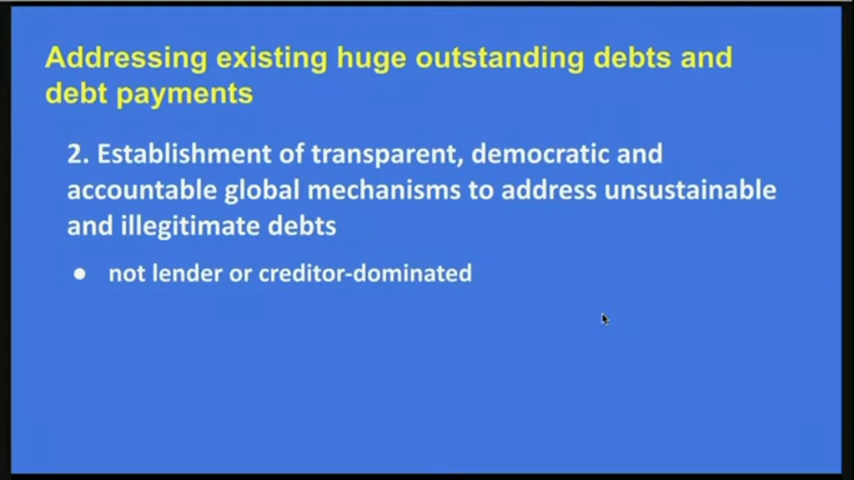 Addressing existing huge outstanding debts and
debt payments
2. Establishment of transparent, democratic and
accountable global mechanisms to address unsustainable
and illegitimate debts
● not lender or creditor-dominated